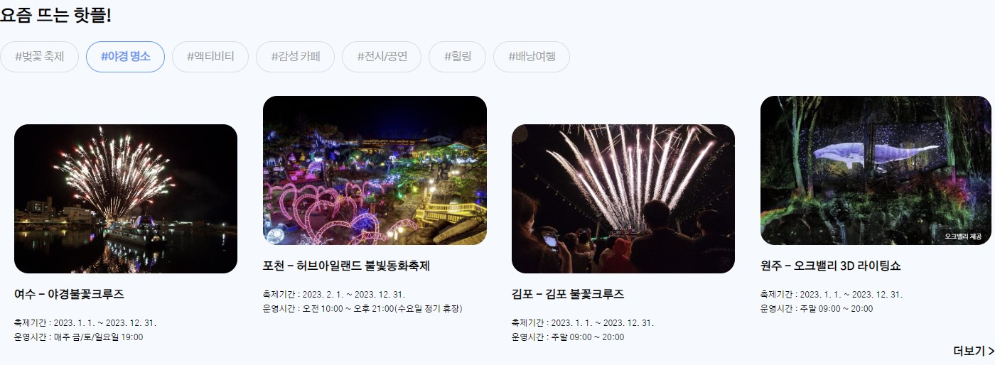 요즘 뜨는 핫플!
#벚꽃 축제 #야경 명소 #액티비티 #감성 카페 #전시/공연 #힐링 #배낭여행
여수 - 야경불꽃크루즈
축제기간 : 2023. 1. 1. ~ 2023. 12. 31.
운영시간 : 매주 금/토/일요일 19:00
포천 - 허브아일랜드 불빛동화축제
축제기간 : 2023. 2. 1. ~ 2023. 12. 31.
운영시간 : 오전 10:00 ~ 오후 21:00(수요일 정기 휴장)
김포 - 김포 불꽃크루즈
축제기간 : 2023. 1. 1. ~ 2023. 12. 31.
운영시간 : 주말 09:00 ~ 20:00
오크밸리 제공
원주 - 오크밸리 3D 라이팅쇼
축제기간 : 2023. 1. 1. ~ 2023. 12. 31.
운영시간 : 주말 09:00 ~ 20:00
더보기 >